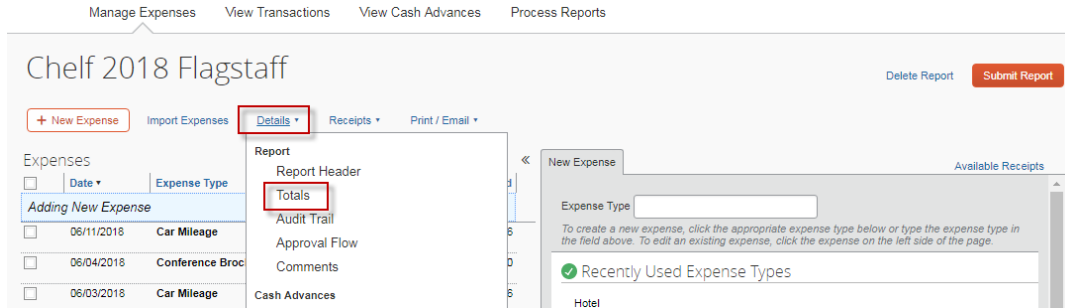 Manage Expenses View Transactions View Cash Advances Process Reports
Chelf 2018 Flagstaff
Delete Report Submit Report
+ New Expense Import Expenses Details ▾ Receipts ▾ Print / Email ▾
Expenses
Date ▾ Expense Type
Adding New Expense
06/11/2018 Car Mileage
06/04/2018 Conference Broc
06/03/2018 Car Mileage
Report
Report Header
Totals
Audit Trail
Approval Flow
Comments
Cash Advances
«
New Expense
Available Receipts
Expense Type
To create a new expense, click the appropriate expense type below or type the expense type in
the field above. To edit an existing expense, click the expense on the left side of the page.
Recently Used Expense Types
Hotel